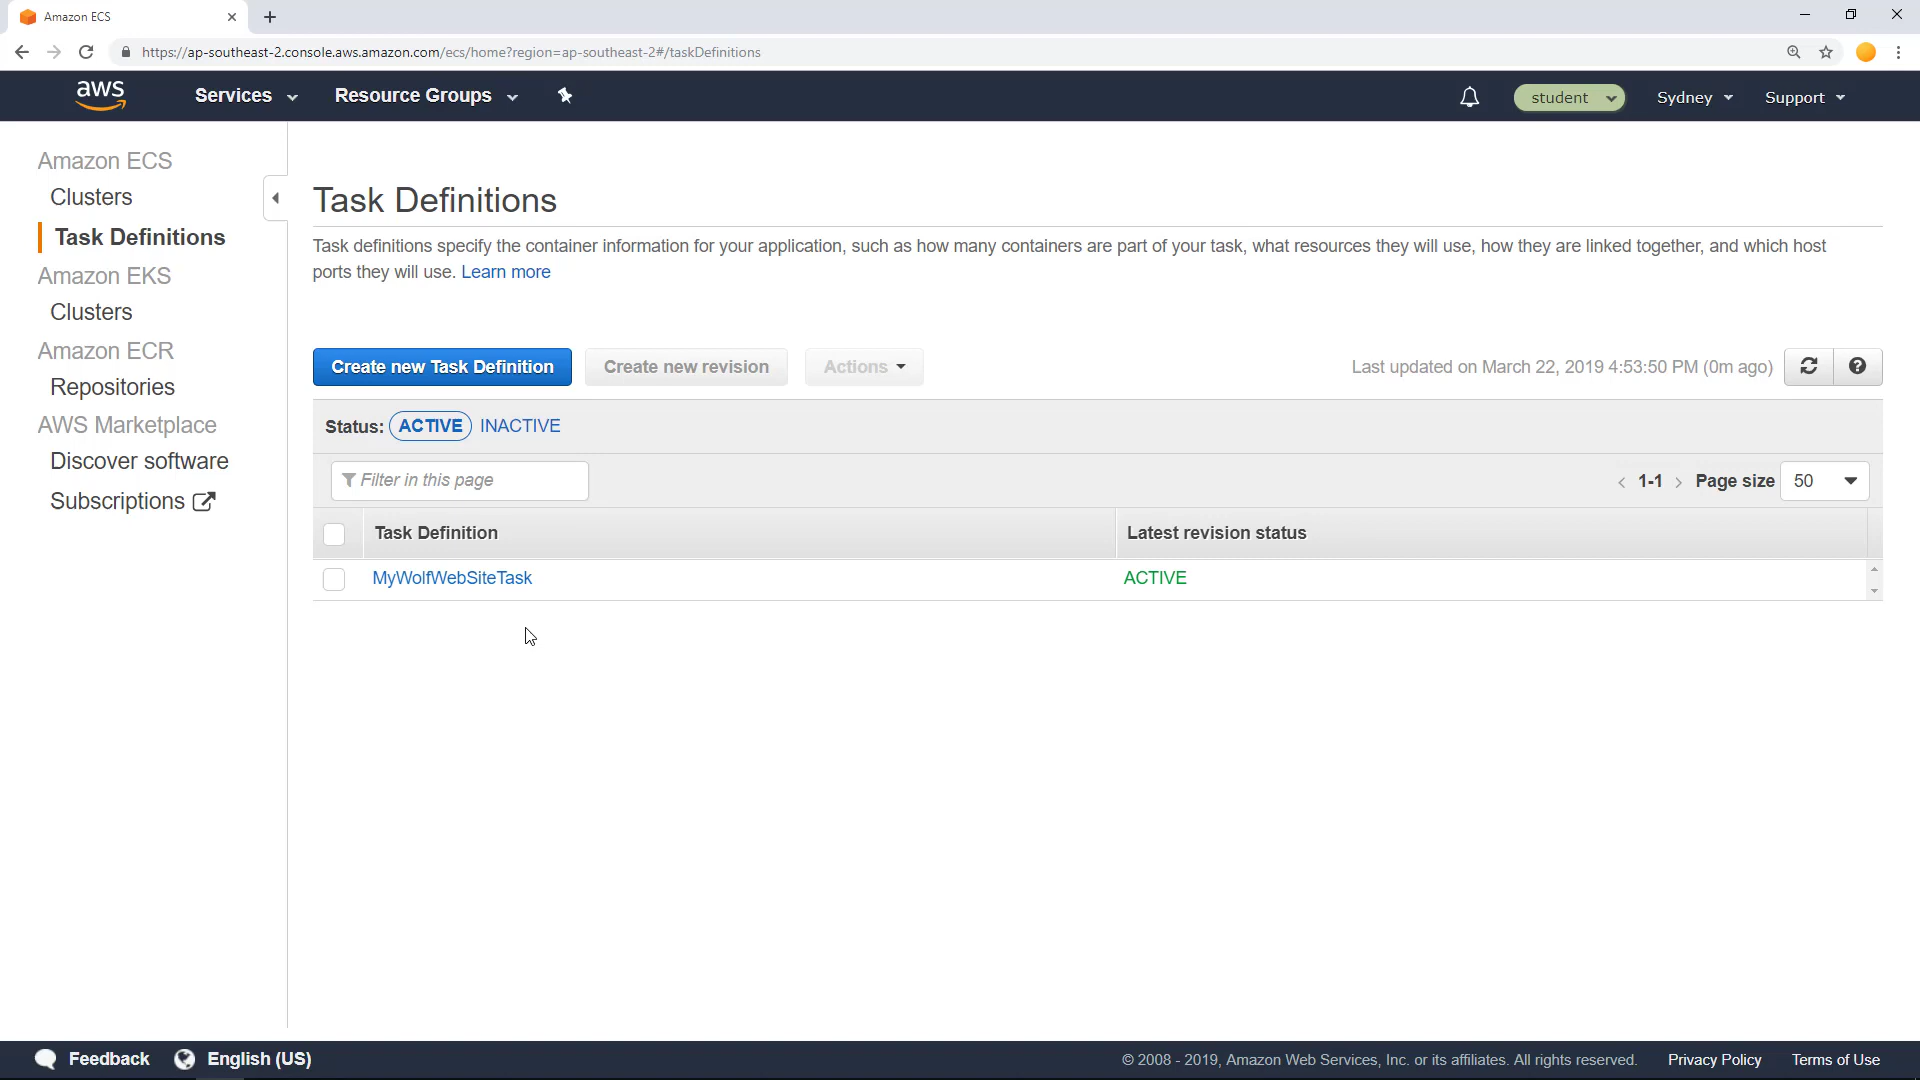 Amazon ECS
https://ap-southeast-2.console.aws.amazon.com/ecs/home?region=ap-southeast-2#/taskDefinitions
aws
Services
Resource Groups
student
Sydney
Support
Amazon ECS
Clusters
Task Definitions
Amazon EKS
Clusters
Amazon ECR
Repositories
AWS Marketplace
Discover software
Subscriptions
Task Definitions
Task definitions specify the container information for your application, such as how many containers are part of your task, what resources they will use, how they are linked together, and which host
ports they will use. Learn more
Create new Task Definition
Create new revision
Actions
Last updated on March 22, 2019 4:53:50 PM (0m ago)
Status: ACTIVE INACTIVE
Filter in this page
1-1
Page size 50
Task Definition
Latest revision status
MyWolfWebSiteTask
ACTIVE
Feedback
English (US)
© 2008 - 2019, Amazon Web Services, Inc. or its affiliates. All rights reserved.
Privacy Policy
Terms of Use